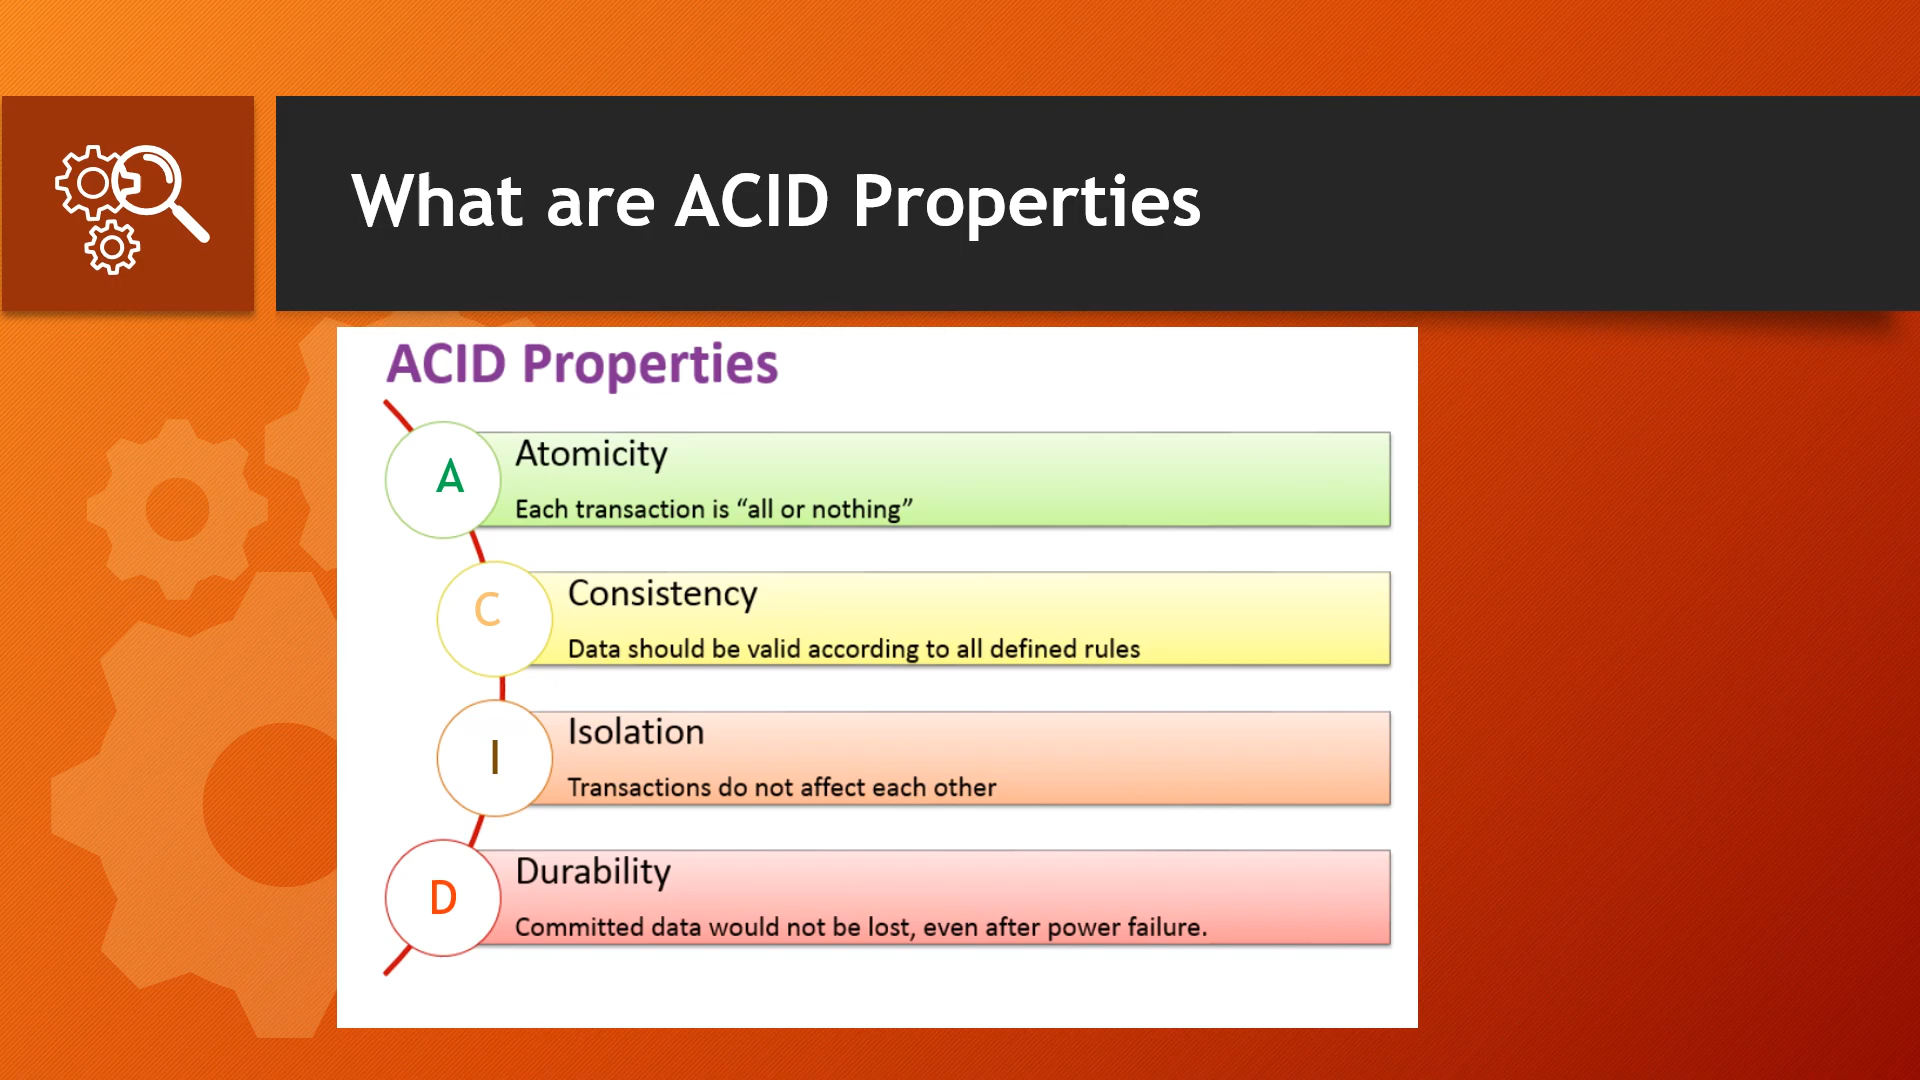 What are ACID Properties
ACID Properties
A
Atomicity
Each transaction is “all or nothing”
C
Consistency
Data should be valid according to all defined rules
I
Isolation
Transactions do not affect each other
D
Durability
Committed data would not be lost, even after power failure.